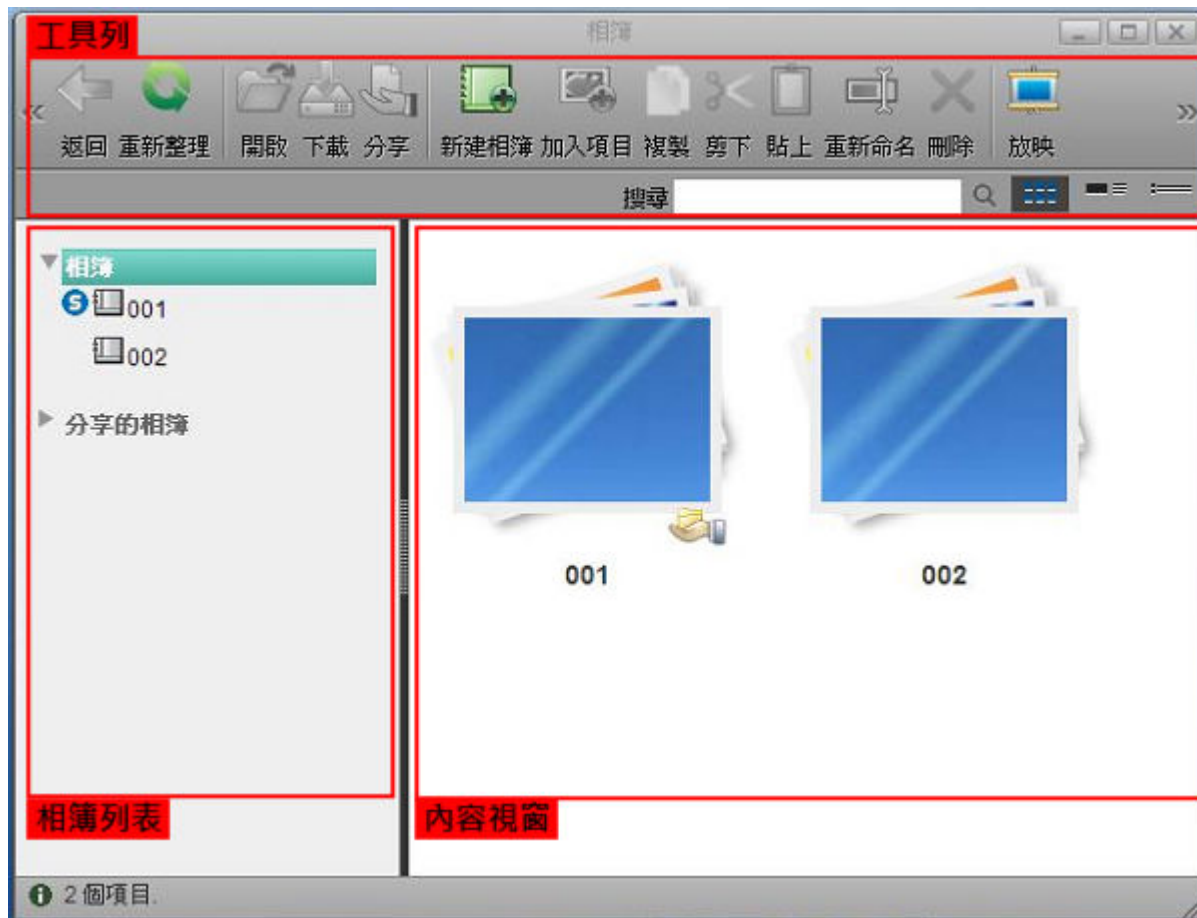 工具列
相簿
返回 重新整理 開啟 下載 分享 新建相簿 加入項目 複製 剪下 貼上 重新命名 刪除 放映
搜尋
相簿
S 001
002
分享的相簿
001
002
相簿列表
內容視窗
2 個項目.